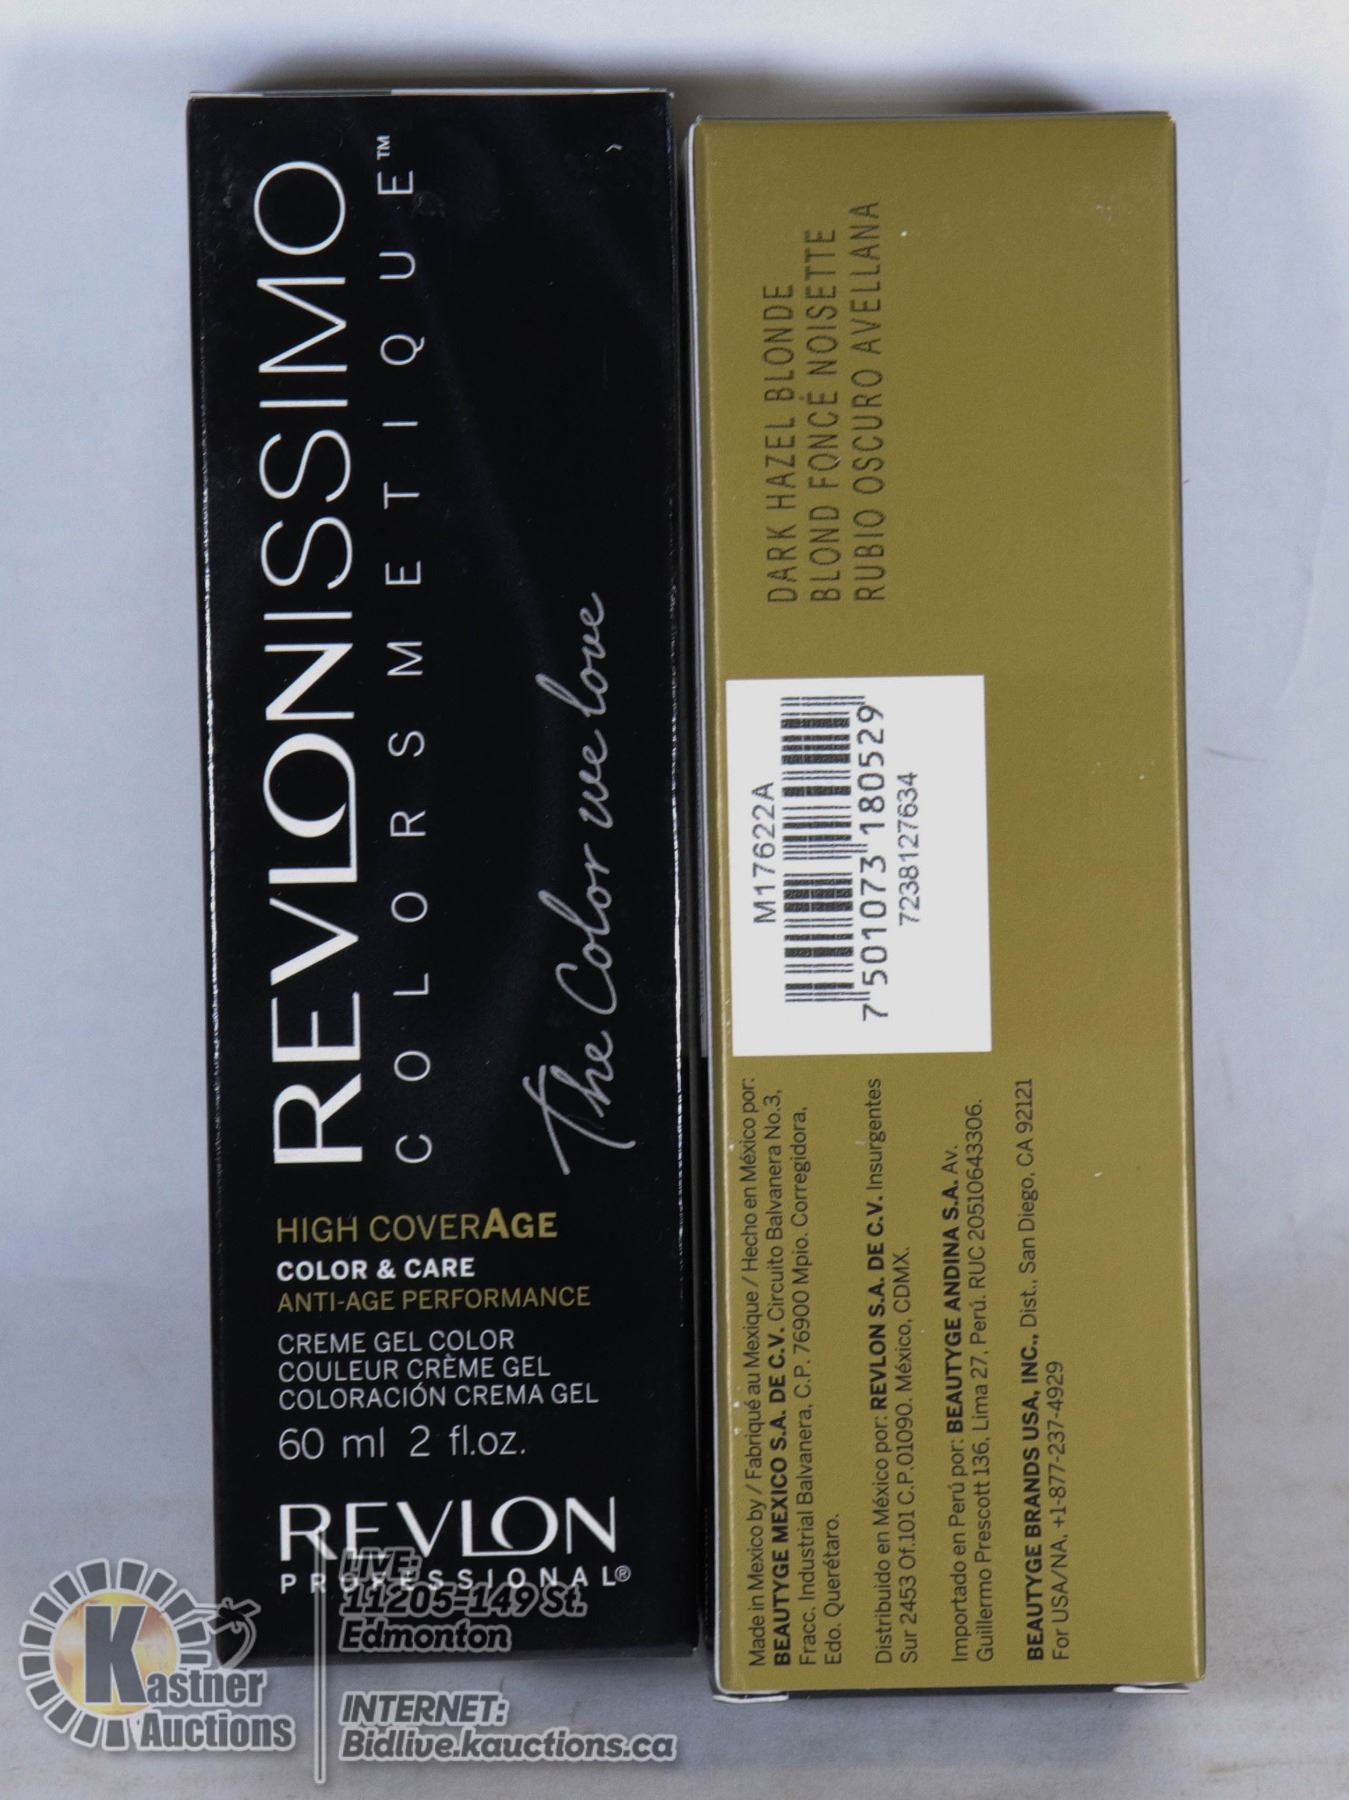 REVLONISSIMO
COLORSMETIQUE™
The Color we love
HIGH COVERAGE
COLOR & CARE
ANTI-AGE PERFORMANCE
CREME GEL COLOR
COULEUR CRÈME GEL
COLORACIÓN CREMA GEL
60 ml 2 fl.oz.
REVLON
PROFESSIONAL®
DARK HAZEL BLONDE
BLOND FONCÉ NOISETTE
RUBIO OSCURO AVELLANA
M17622A
7 501073 180529
7238127634
Made in Mexico by / Fabriqué au Mexique / Hecho en México por:
BEAUTYGE MEXICO S.A. DE C.V. Circuito Balvanera No.3,
Fracc. Industrial Balvanera, C.P. 76900 Mpio. Corregidora,
Edo. Querétaro.
Distribuido en México por: REVLON S.A. DE C.V. Insurgentes
Sur 2453 Of.101 C.P.01090. México, CDMX.
Importado en Perú por: BEAUTYGE ANDINA S.A. Av.
Guillermo Prescott 136, Lima 27, Perú. RUC 20510643306.
BEAUTYGE BRANDS USA, INC., Dist., San Diego, CA 92121
For USA/NA, +1-877-237-4929
Kastner
Auctions
LIVE:
11205-149 St.
Edmonton
INTERNET:
Bidlive.kauctions.ca